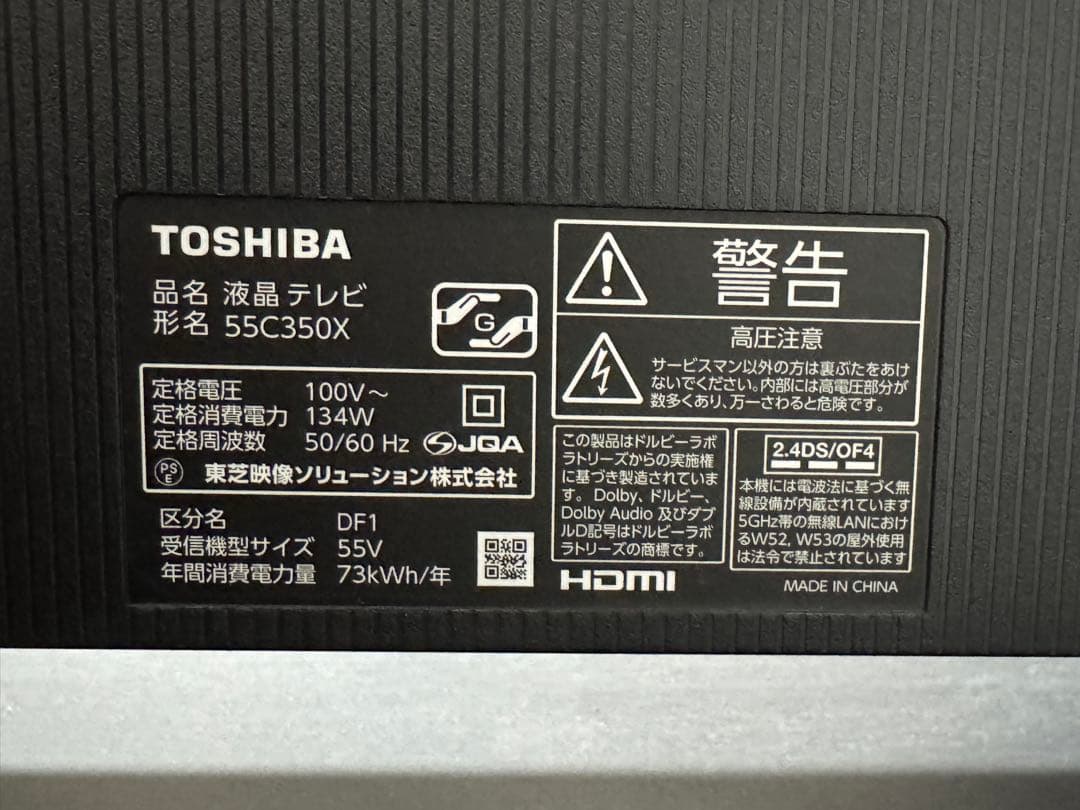 TOSHIBA
品名 液晶テレビ
形名 55C350X
G
定格電圧 100V～
定格消費電力 134W
定格周波数 50/60 Hz JQA
PS
E
東芝映像ソリューション株式会社
区分名 DF1
受信機型サイズ 55V
年間消費電力量 73kWh/年
警告
高圧注意
サービスマン以外の方は裏ぶたをあけ
ないでください。内部には高電圧部分が
数多くあり、万一さわると危険です。
この製品はドルビーラボ
ラトリーズからの実施権
に基づき製造されていま
す。Dolby、ドルビー、
Dolby Audio 及びダブ
ルD記号はドルビーラボ
ラトリーズの商標です。
HDMI
2.4DS/OF4
本機には電波法に基づく無
線設備が内蔵されています
5GHz帯の無線LANにおけ
るW52, W53の屋外使用
は法令で禁止されています
MADE IN CHINA